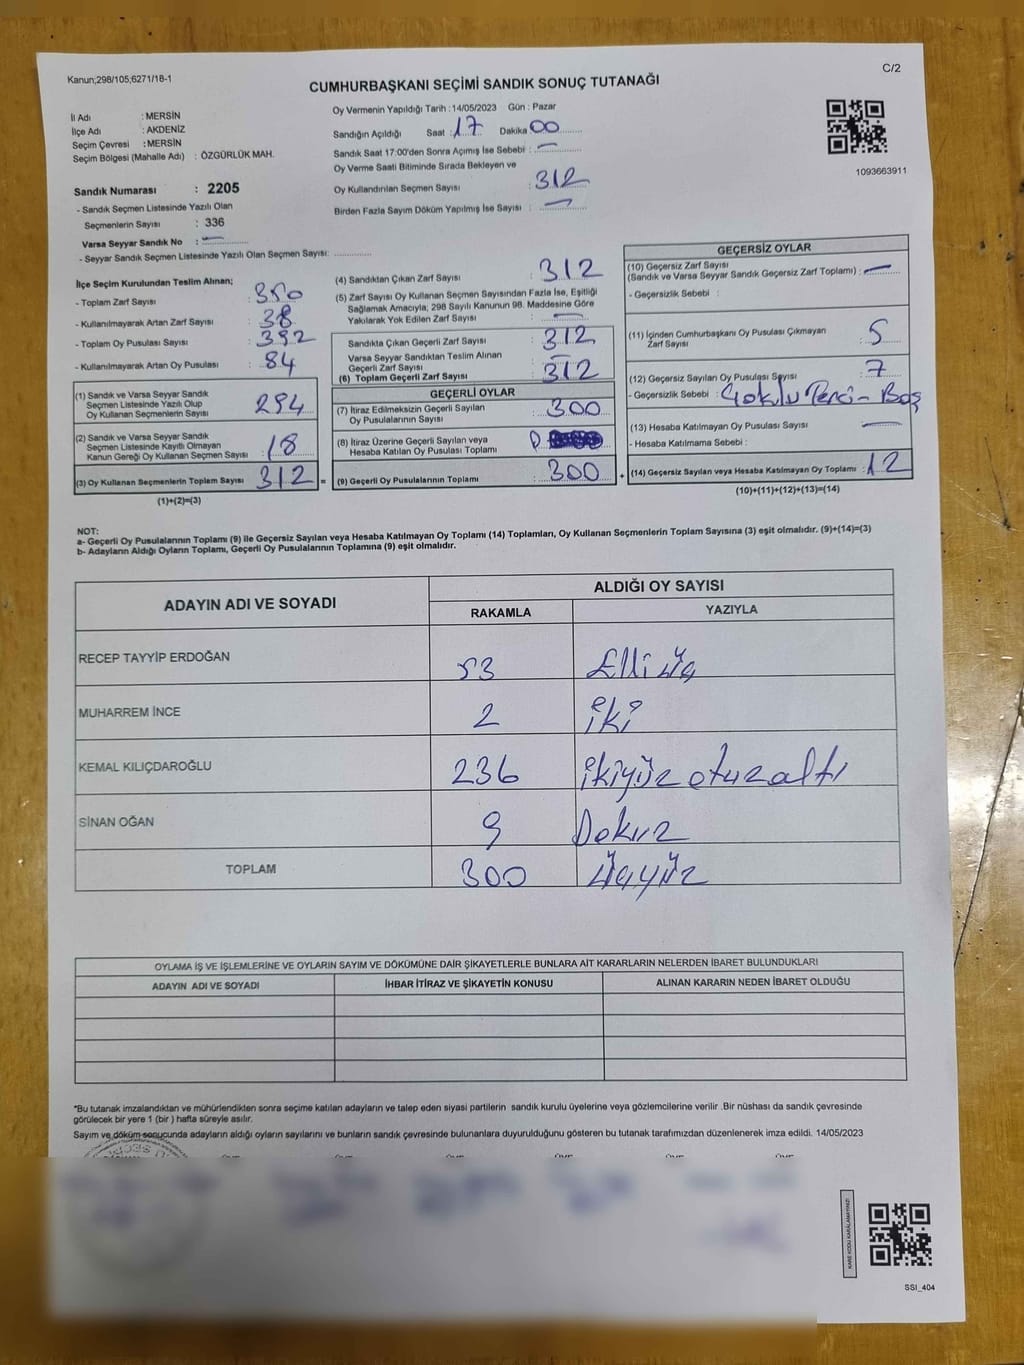 Kanun;298/105;6271/18-1
C/2
CUMHURBAŞKANI SEÇİMİ SANDIK SONUÇ TUTANAĞI
İl Adı : MERSİN
İlçe Adı : AKDENİZ
Seçim Çevresi : MERSİN
Seçim Bölgesi (Mahalle Adı) : ÖZGÜRLÜK MAH.
Sandık Numarası : 2205
- Sandık Seçmen Listesinde Yazılı Olan
Seçmenlerin Sayısı : 336
Varsa Seyyar Sandık No :
- Seyyar Sandık Seçmen Listesinde Yazılı Olan Seçmen Sayısı:
Oy Vermenin Yapıldığı Tarih : 14/05/2023 Gün : Pazar
Sandığın Açıldığı Saat : 17 Dakika 00
Sandık Saat 17:00'den Sonra Açımış İse Sebebi : —
Oy Verme Saati Bitiminde Sırada Bekleyen ve
Oy Kullandırılan Seçmen Sayısı : 312
Birden Fazla Sayım Döküm Yapılmış İse Sayısı : —
1093663911
İlçe Seçim Kurulundan Teslim Alınan;
- Toplam Zarf Sayısı : 350
- Kullanılmayarak Artan Zarf Sayısı : 38
- Toplam Oy Pusulası Sayısı : 392
- Kullanılmayarak Artan Oy Pusulası : 84
(1) Sandık ve Varsa Seyyar Sandık
Seçmen Listesinde Yazılı Olup
Oy Kullanan Seçmenlerin Sayısı : 294
(2) Sandık ve Varsa Seyyar Sandık
Seçmen Listesinde Kayıtlı Olmayan
Kanun Gereği Oy Kullanan Seçmen Sayısı : 18
(3) Oy Kullanan Seçmenlerin Toplam Sayısı : 312 =
(1)+(2)=(3)
(4) Sandıktan Çıkan Zarf Sayısı : 312
(5) Zarf Sayısı Oy Kullanan Seçmen Sayısından Fazla İse, Eşitliği
Sağlamak Amacıyla; 298 Sayılı Kanunun 98. Maddesine Göre
Yakılarak Yok Edilen Zarf Sayısı : —
Sandıkta Çıkan Geçerli Zarf Sayısı : 312
Varsa Seyyar Sandıktan Teslim Alınan
Geçerli Zarf Sayısı : —
(6) Toplam Geçerli Zarf Sayısı : 312
GEÇERLİ OYLAR
(7) İtiraz Edilmeksizin Geçerli Sayılan
Oy Pusulalarının Sayısı : 300
(8) İtiraz Üzerine Geçerli Sayılan veya
Hesaba Katılan Oy Pusulası Toplamı :
(9) Geçerli Oy Pusulalarının Toplamı : 300 +
GEÇERSİZ OYLAR
(10) Geçersiz Zarf Sayısı
(Sandık ve Varsa Seyyar Sandık Geçersiz Zarf Toplamı) : —
- Geçersizlik Sebebi :
(11) İçinden Cumhurbaşkanı Oy Pusulası Çıkmayan
Zarf Sayısı : 5
(12) Geçersiz Sayılan Oy Pusulası Sayısı : 7
- Geçersizlik Sebebi : Boş
(13) Hesaba Katılmayan Oy Pusulası Sayısı : —
- Hesaba Katılmama Sebebi :
(14) Geçersiz Sayılan veya Hesaba Katılmayan Oy Toplamı : 12
(10)+(11)+(12)+(13)=(14)
NOT:
a- Geçerli Oy Pusulalarının Toplamı (9) ile Geçersiz Sayılan veya Hesaba Katılmayan Oy Toplamı (14) Toplamları, Oy Kullanan Seçmenlerin Toplam Sayısına (3) eşit olmalıdır. (9)+(14)=(3)
b- Adayların Aldığı Oyların Toplamı, Geçerli Oy Pusulalarının Toplamına (9) eşit olmalıdır.
ADAYIN ADI VE SOYADI ALDIĞI OY SAYISI
RAKAMLA YAZIYLA
RECEP TAYYİP ERDOĞAN 53 Elli üç
MUHARREM İNCE 2 iki
KEMAL KILIÇDAROĞLU 236 ikiyüz otuz altı
SİNAN OĞAN 9 Dokuz
TOPLAM 300 üçyüz
OYLAMA İŞ VE İŞLEMLERİNE VE OYLARIN SAYIM VE DÖKÜMÜNE DAİR ŞİKAYETLERLE BUNLARA AİT KARARLARIN NELERDEN İBARET BULUNDUKLARI
ADAYIN ADI VE SOYADI İHBAR İTİRAZ VE ŞİKAYETİN KONUSU ALINAN KARARIN NEDEN İBARET OLDUĞU
*Bu tutanak imzalandıktan ve mühürlendikten sonra seçime katılan adayların ve talep eden siyasi partilerin sandık kurulu üyelerine veya gözlemcilerine verilir .Bir nüshası da sandık çevresinde
görülecek bir yere 1 (bir ) hafta süreyle asılır.
Sayım ve döküm sonucunda adayların aldığı oyların sayılarını ve bunların sandık çevresinde bulunanlara duyurulduğunu gösteren bu tutanak tarafımızdan düzenlenerek imza edildi. 14/05/2023
KARE KODU KARALAMAYINIZ!
SSI_404